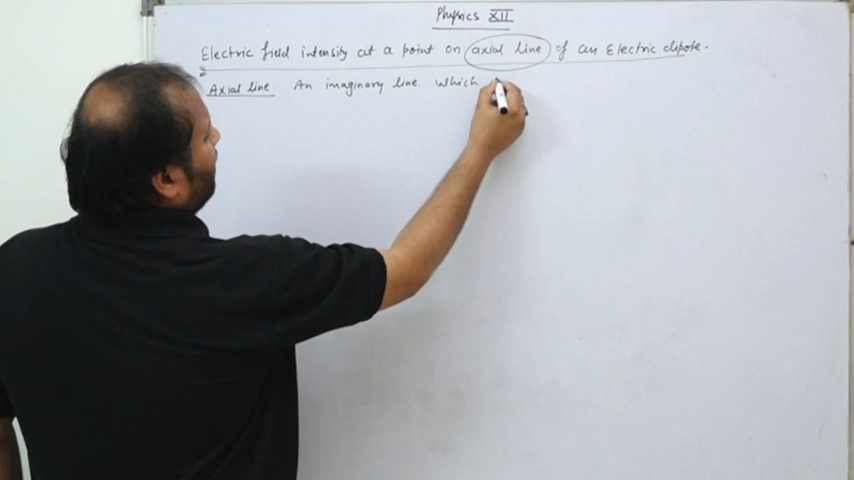 Physics XII
Electric field intensity at a point on axial line of an Electric dipole.
Axial line. An imaginary line which